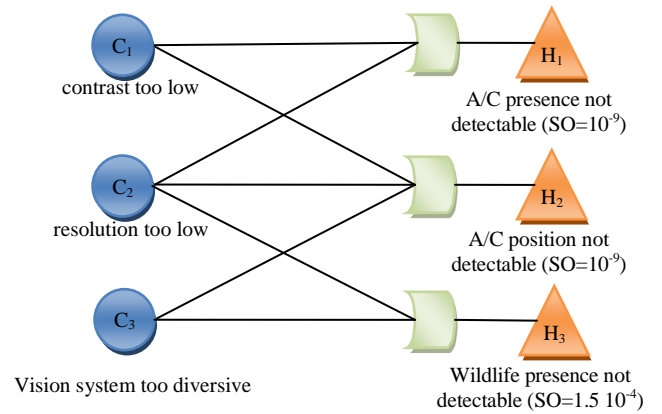 C₁
contrast too low
H₁
A/C presence not
detectable (SO=10⁻⁹)
C₂
resolution too low
H₂
A/C position not
detectable (SO=10⁻⁹)
C₃
Vision system too diversive
H₃
Wildlife presence not
detectable (SO=1.5 10⁻⁴)